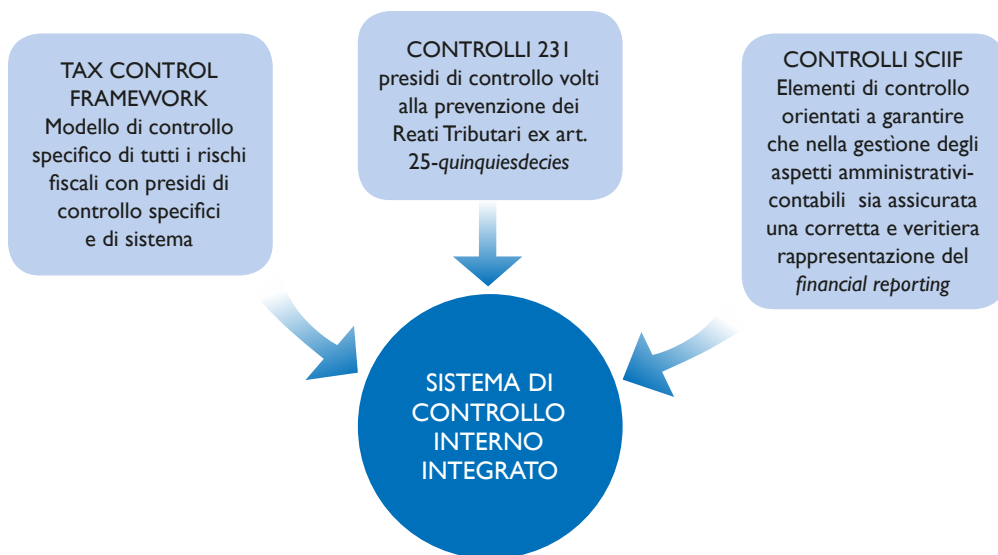 TAX CONTROL
FRAMEWORK
Modello di controllo
specifico di tutti i rischi
fiscali con presidi di
controllo specifici
e di sistema
CONTROLLI 231
presidi di controllo volti
alla prevenzione dei
Reati Tributari ex art.
25-quinquiesdecies
CONTROLLI SCIIF
Elementi di controllo
orientati a garantire
che nella gestìone degli
aspetti amministrativi-
contabili sia assicurata
una corretta e veritiera
rappresentazione del
financial reporting
SISTEMA DI
CONTROLLO
INTERNO
INTEGRATO